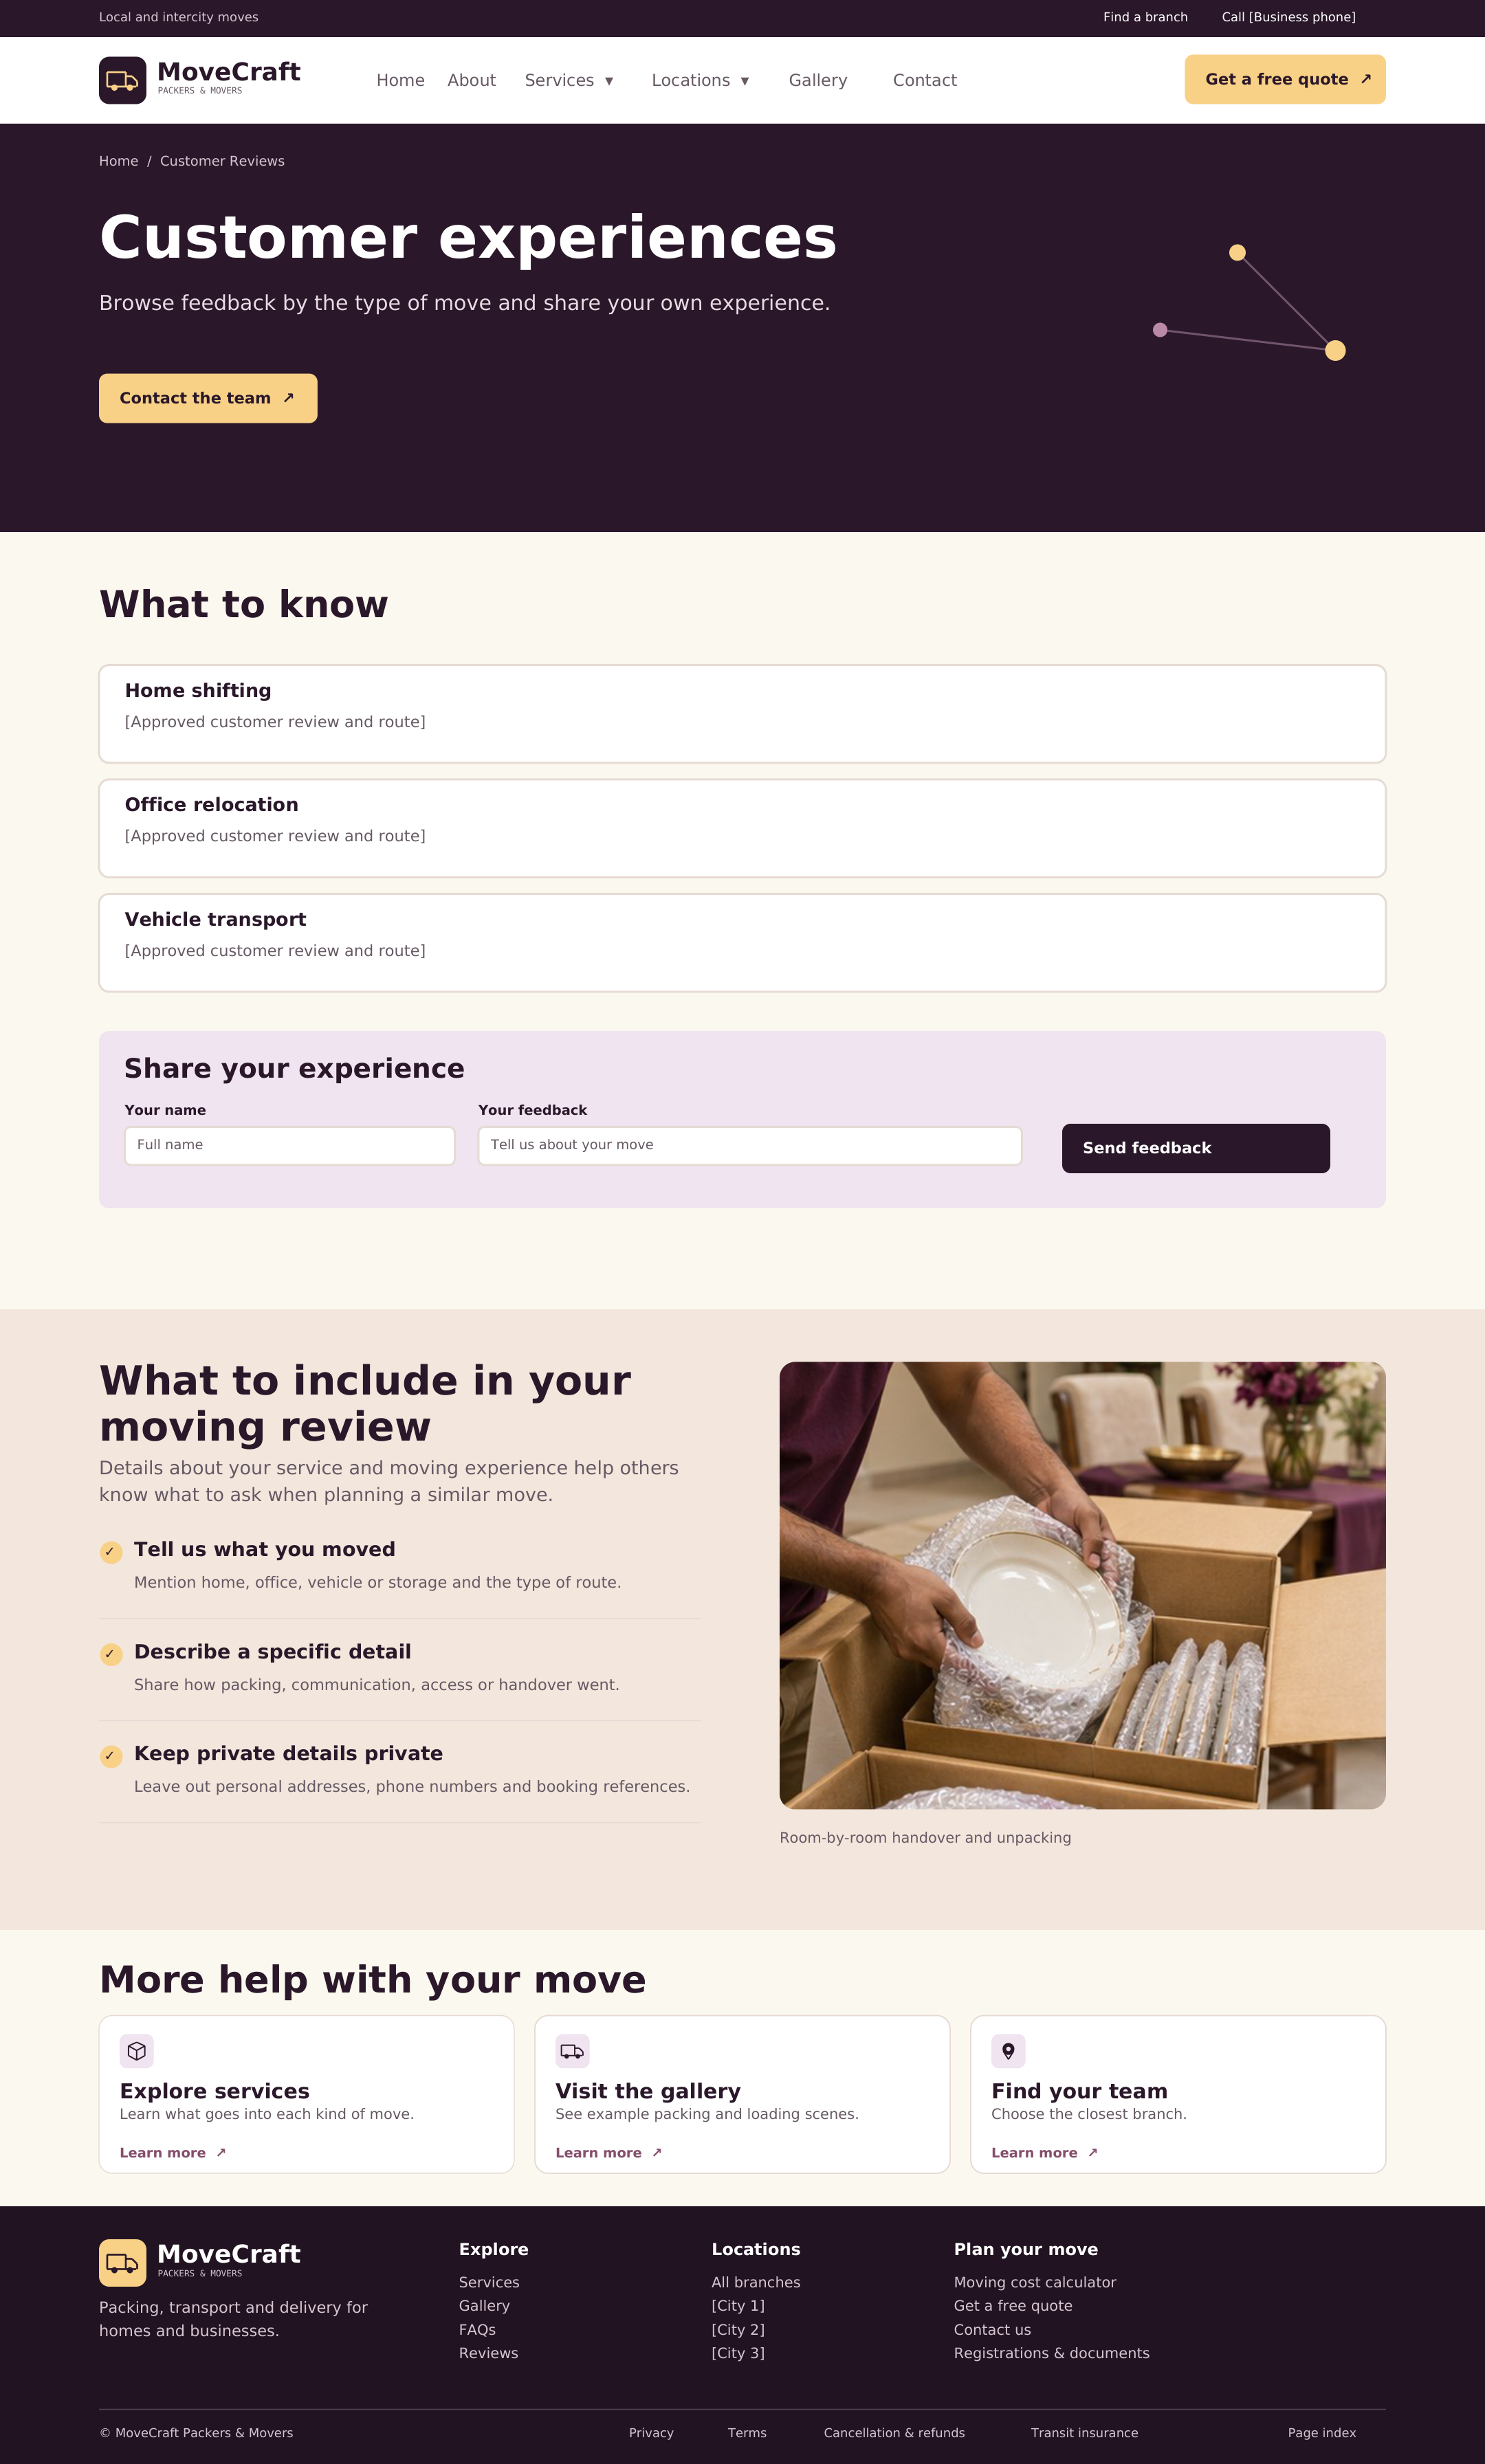 Local and intercity moves
Find a branch
Call [Business phone]
MoveCraft
PACKERS & MOVERS
Home
About
Services ▾
Locations ▾
Gallery
Contact
Get a free quote ↗
Home / Customer Reviews
Customer experiences
Browse feedback by the type of move and share your own experience.
Contact the team ↗
What to know
Home shifting
[Approved customer review and route]
Office relocation
[Approved customer review and route]
Vehicle transport
[Approved customer review and route]
Share your experience
Your name
Your feedback
Full name
Tell us about your move
Send feedback
What to include in your
moving review
Details about your service and moving experience help others
know what to ask when planning a similar move.
✓ Tell us what you moved
Mention home, office, vehicle or storage and the type of route.
✓ Describe a specific detail
Share how packing, communication, access or handover went.
✓ Keep private details private
Leave out personal addresses, phone numbers and booking references.
Room-by-room handover and unpacking
More help with your move
Explore services
Learn what goes into each kind of move.
Learn more ↗
Visit the gallery
See example packing and loading scenes.
Learn more ↗
Find your team
Choose the closest branch.
Learn more ↗
MoveCraft
PACKERS & MOVERS
Packing, transport and delivery for
homes and businesses.
Explore
Services
Gallery
FAQs
Reviews
Locations
All branches
[City 1]
[City 2]
[City 3]
Plan your move
Moving cost calculator
Get a free quote
Contact us
Registrations & documents
© MoveCraft Packers & Movers
Privacy
Terms
Cancellation & refunds
Transit insurance
Page index